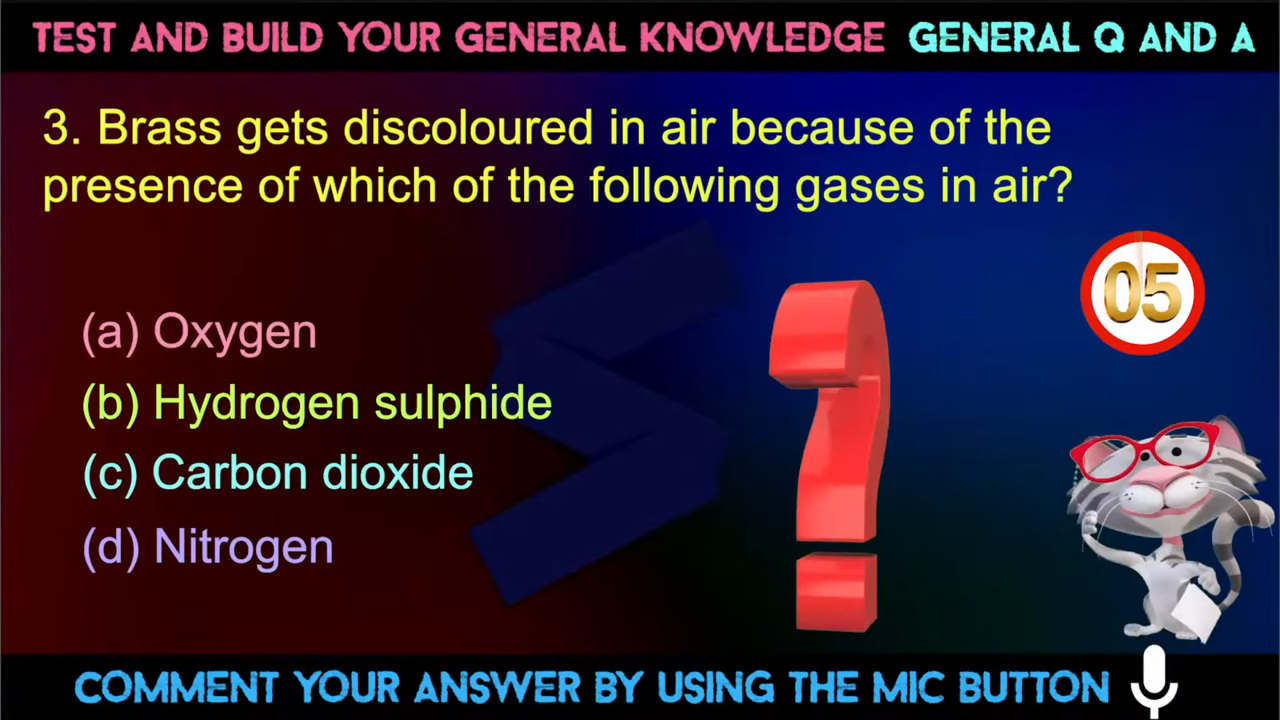 TEST AND BUILD YOUR GENERAL KNOWLEDGE GENERAL Q AND A
3. Brass gets discoloured in air because of the
presence of which of the following gases in air?
05
(a) Oxygen
(b) Hydrogen sulphide
(c) Carbon dioxide
(d) Nitrogen
COMMENT YOUR ANSWER BY USING THE MIC BUTTON